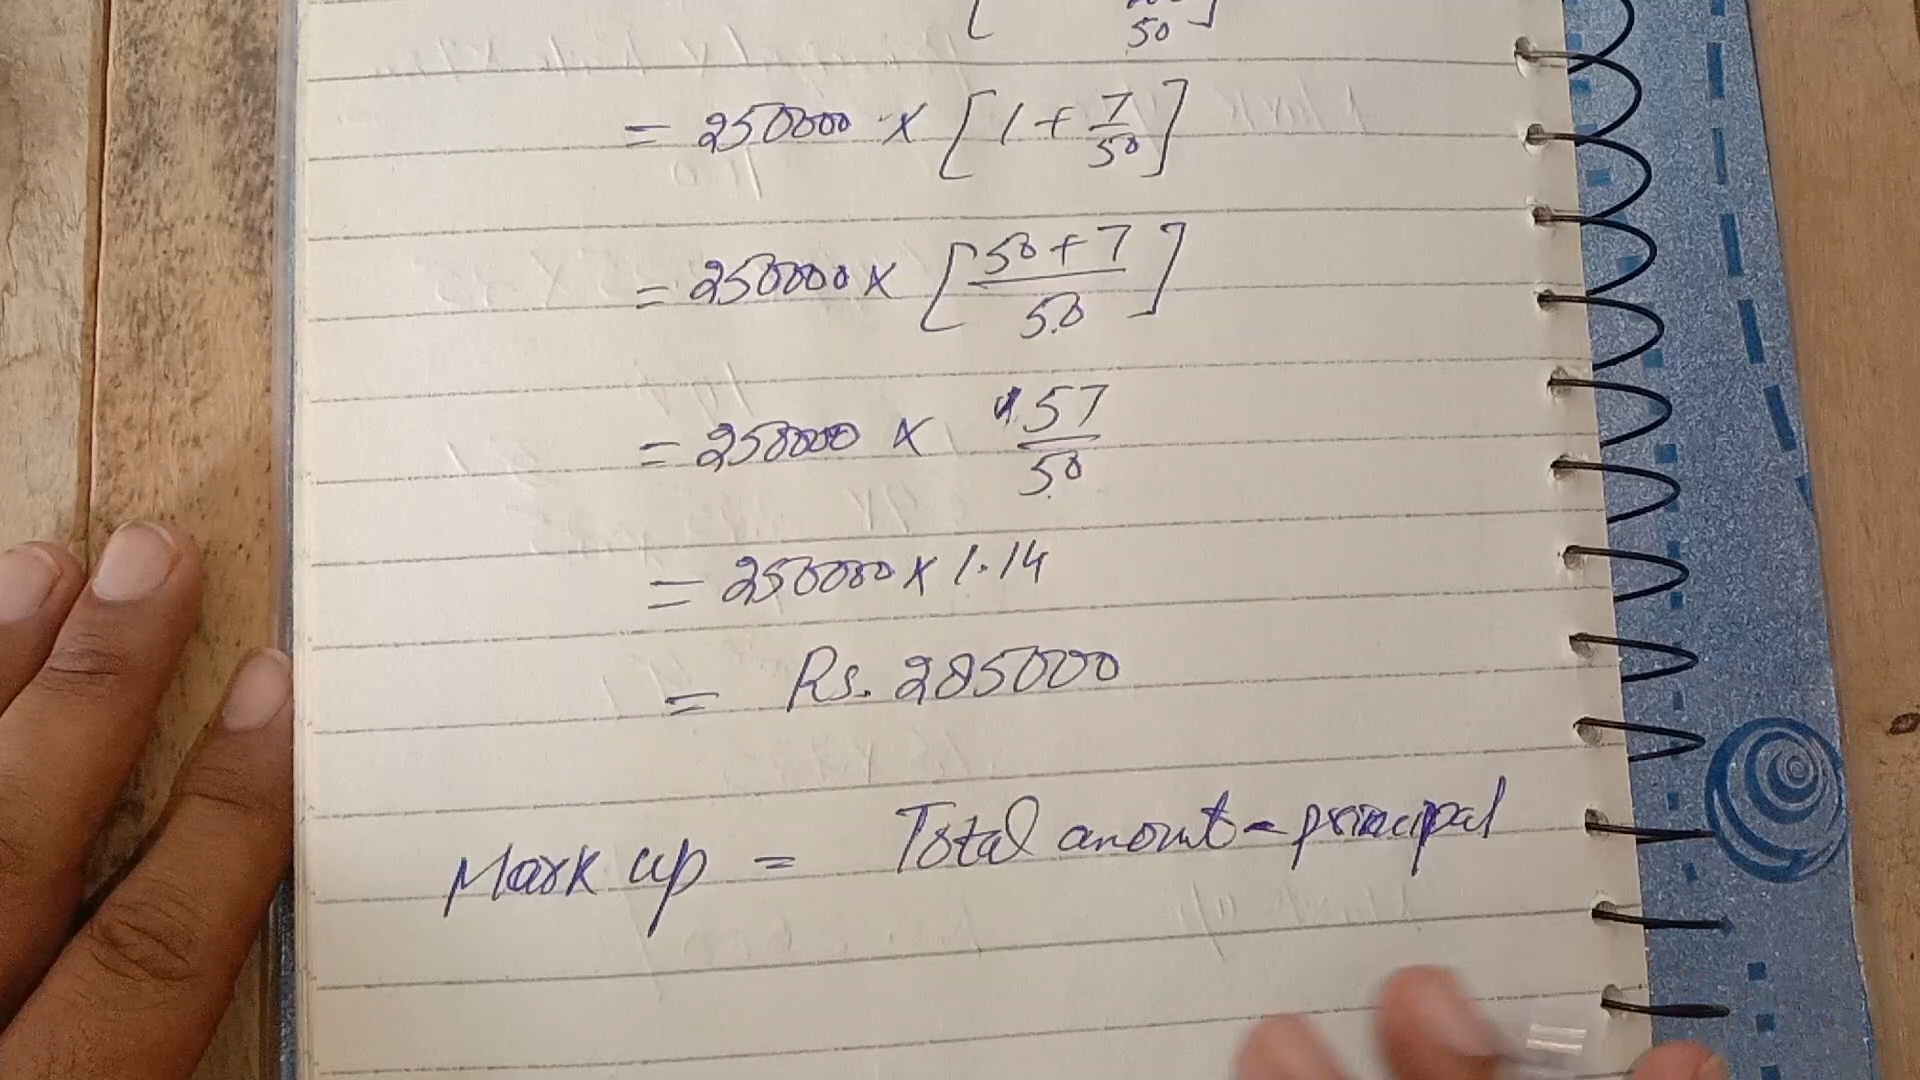 [ 50 ]
= 250000 × [1 + 7/50]
= 250000 × [50+7/50]
= 250000 × 57/50
= 250000 × 1.14
= Rs. 285000
Mark up = Total amount - principal